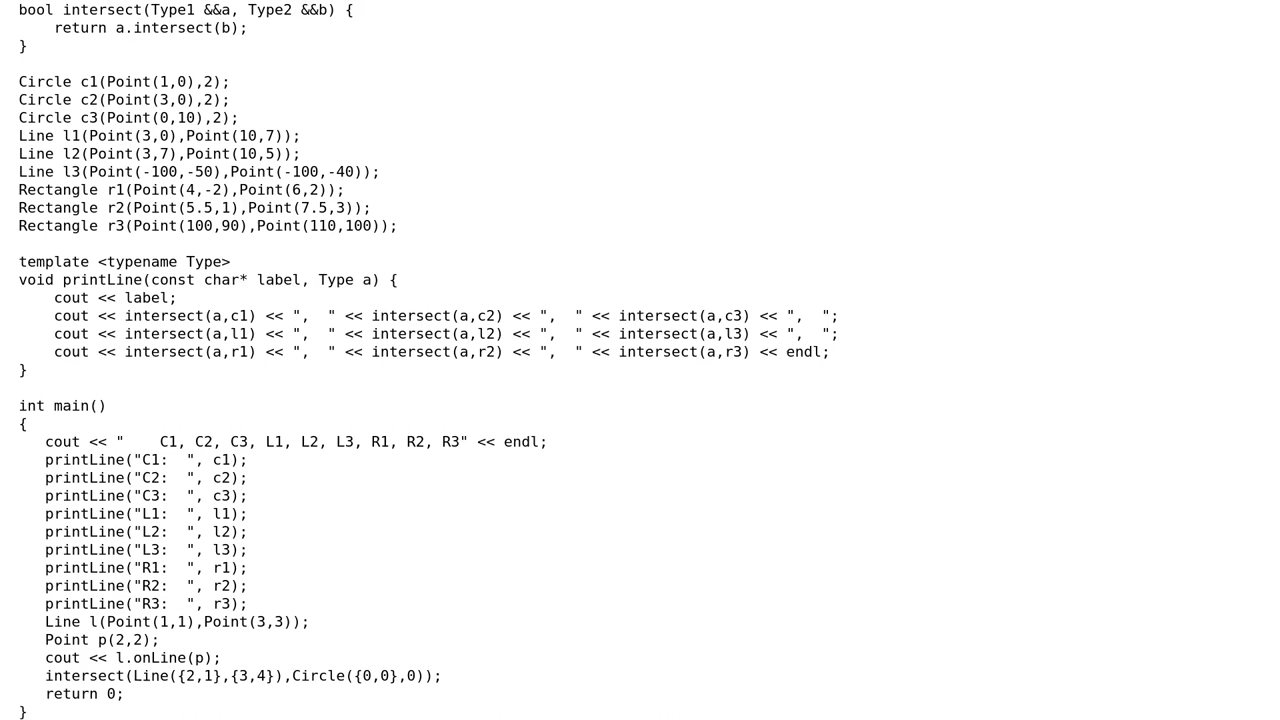 bool intersect(Type1 &&a, Type2 &&b) {
    return a.intersect(b);
}

Circle c1(Point(1,0),2);
Circle c2(Point(3,0),2);
Circle c3(Point(0,10),2);
Line l1(Point(3,0),Point(10,7));
Line l2(Point(3,7),Point(10,5));
Line l3(Point(-100,-50),Point(-100,-40));
Rectangle r1(Point(4,-2),Point(6,2));
Rectangle r2(Point(5.5,1),Point(7.5,3));
Rectangle r3(Point(100,90),Point(110,100));

template <typename Type>
void printLine(const char* label, Type a) {
    cout << label;
    cout << intersect(a,c1) << ",  " << intersect(a,c2) << ",  " << intersect(a,c3) << ",  ";
    cout << intersect(a,l1) << ",  " << intersect(a,l2) << ",  " << intersect(a,l3) << ",  ";
    cout << intersect(a,r1) << ",  " << intersect(a,r2) << ",  " << intersect(a,r3) << endl;
}

int main()
{
   cout << "    C1, C2, C3, L1, L2, L3, R1, R2, R3" << endl;
   printLine("C1:  ", c1);
   printLine("C2:  ", c2);
   printLine("C3:  ", c3);
   printLine("L1:  ", l1);
   printLine("L2:  ", l2);
   printLine("L3:  ", l3);
   printLine("R1:  ", r1);
   printLine("R2:  ", r2);
   printLine("R3:  ", r3);
   Line l(Point(1,1),Point(3,3));
   Point p(2,2);
   cout << l.onLine(p);
   intersect(Line({2,1},{3,4}),Circle({0,0},0));
   return 0;
}